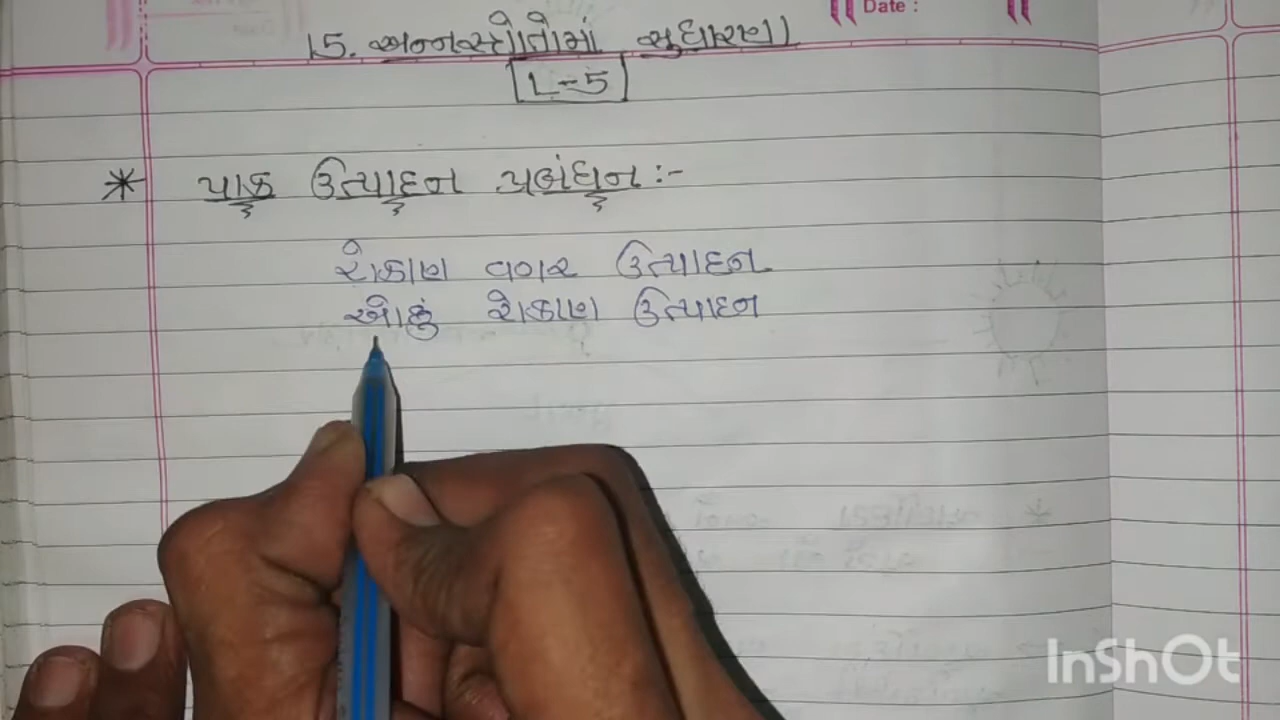 Date :
15. અન્નસ્ત્રોતોમાં સુધારણા
L-5
* પાક ઉત્પાદન પ્રબંધન :-
રોકાણ વગર ઉત્પાદન
ઓછું રોકાણ ઉત્પાદન
InShOt